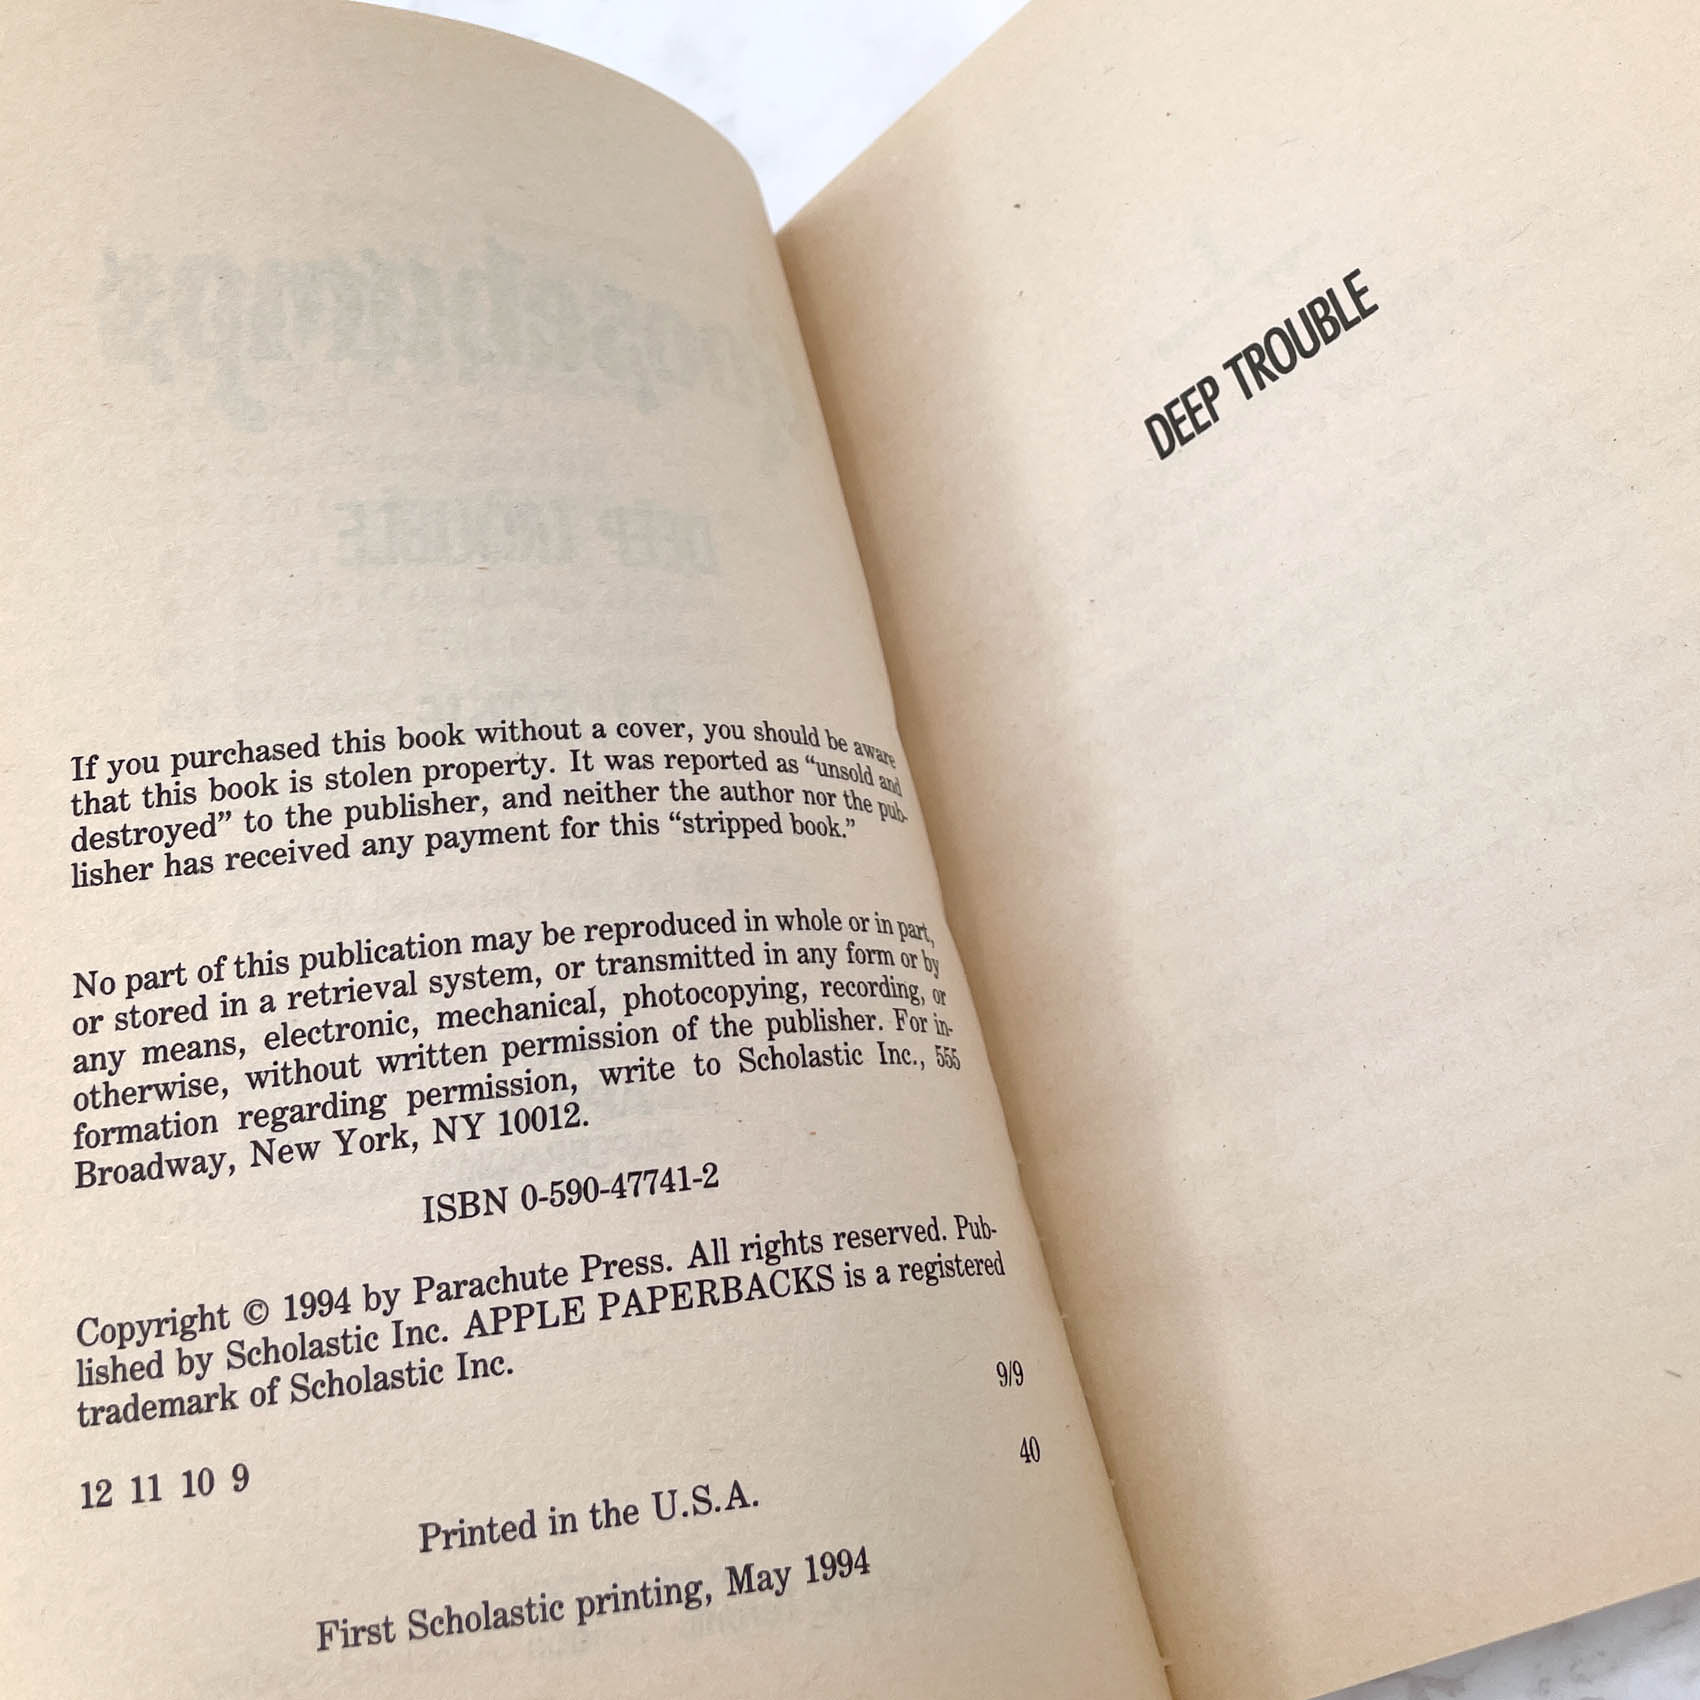 If you purchased this book without a cover, you should be aware
that this book is stolen property. It was reported as “unsold and
destroyed” to the publisher, and neither the author nor the pub-
lisher has received any payment for this “stripped book.”
No part of this publication may be reproduced in whole or in part,
or stored in a retrieval system, or transmitted in any form or by
any means, electronic, mechanical, photocopying, recording, or
otherwise, without written permission of the publisher. For in-
formation regarding permission, write to Scholastic Inc., 555
Broadway, New York, NY 10012.
ISBN 0-590-47741-2
Copyright © 1994 by Parachute Press. All rights reserved. Pub-
lished by Scholastic Inc. APPLE PAPERBACKS is a registered
trademark of Scholastic Inc.
12 11 10 9
9/9
40
Printed in the U.S.A.
First Scholastic printing, May 1994
DEEP TROUBLE